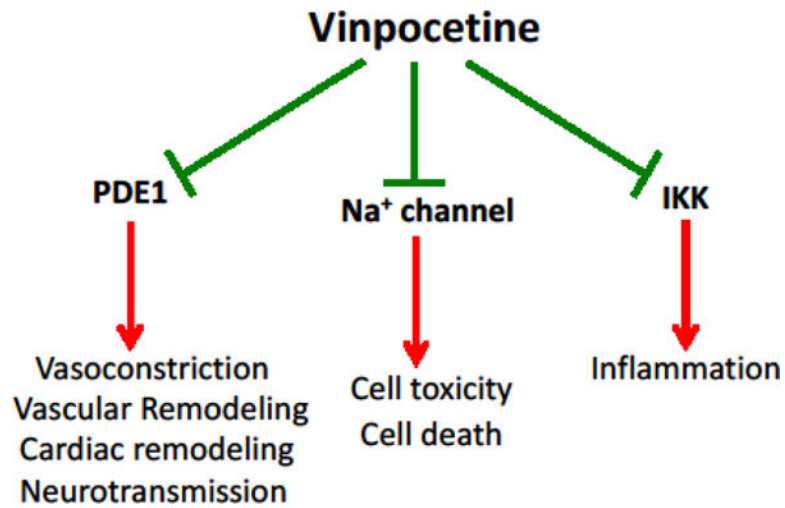 Vinpocetine
PDE1
Na⁺ channel
IKK
Vasoconstriction
Vascular Remodeling
Cardiac remodeling
Neurotransmission
Cell toxicity
Cell death
Inflammation